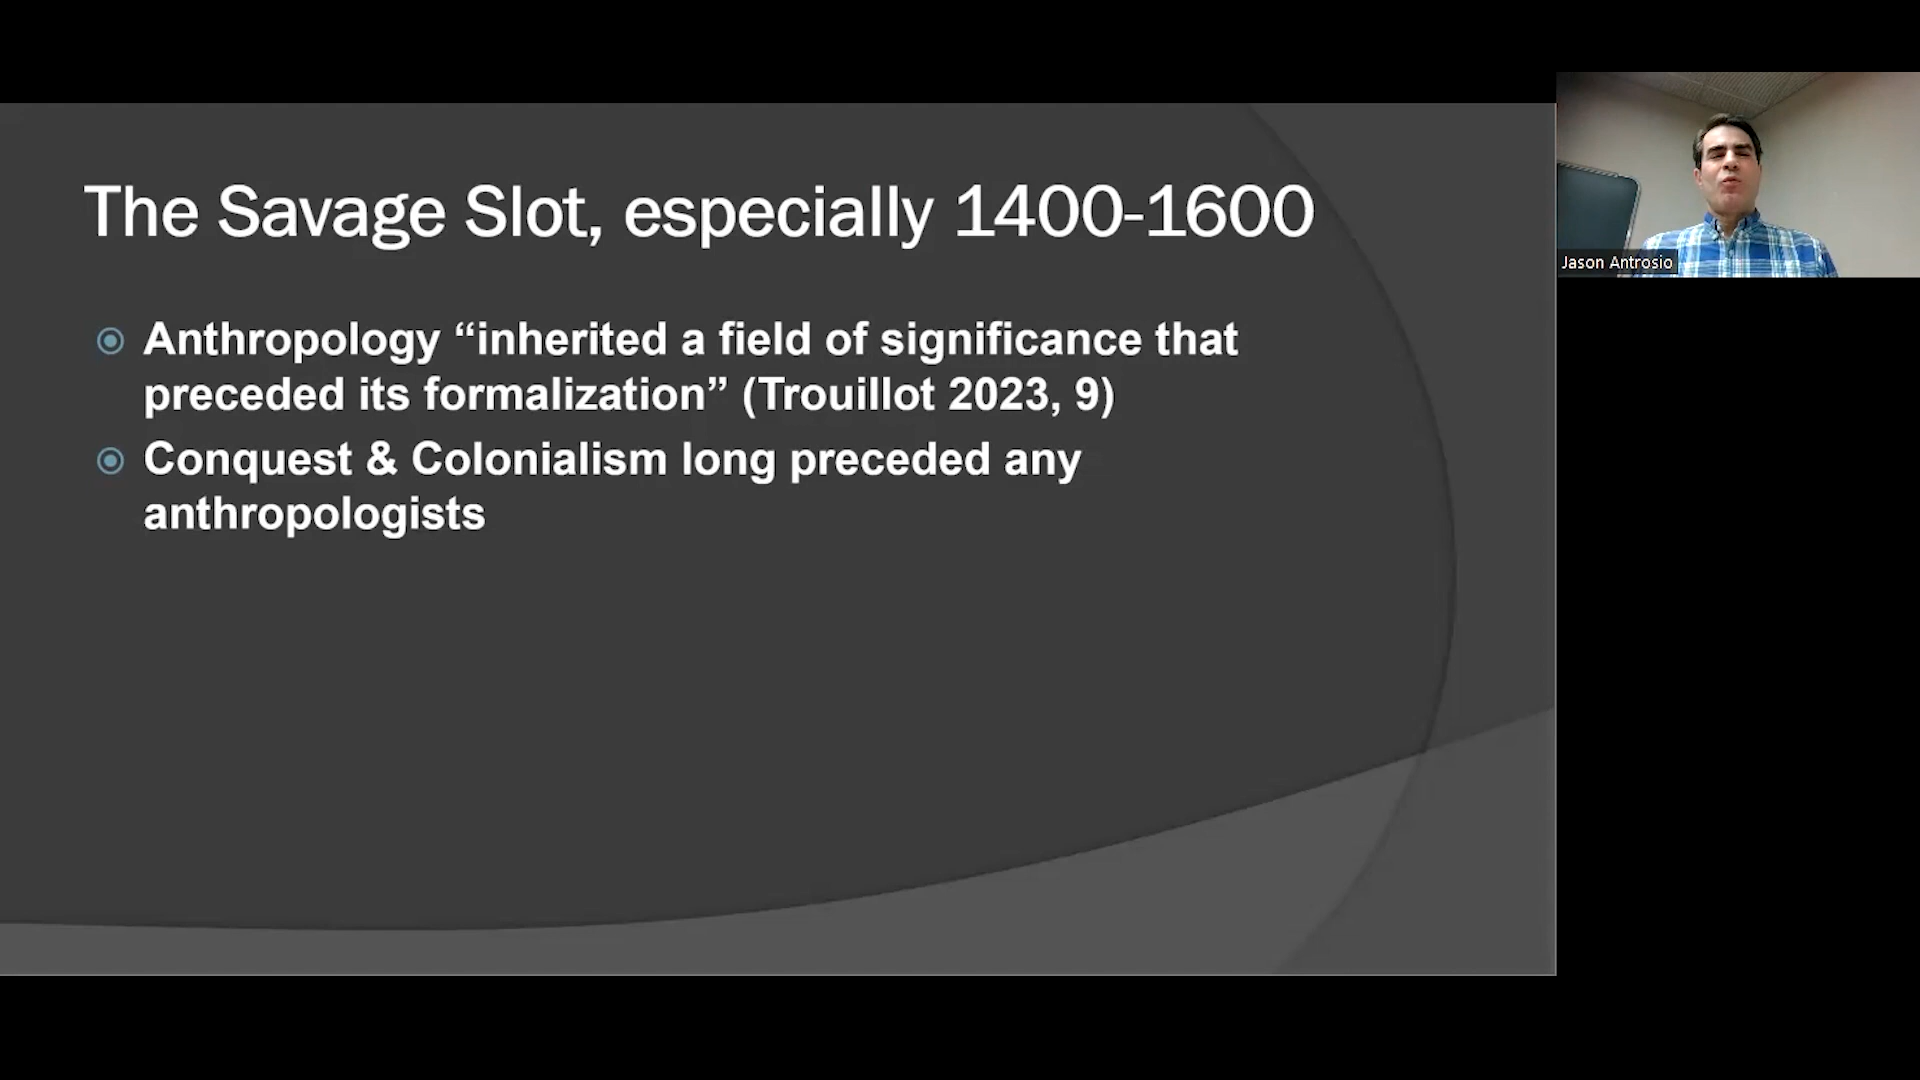 The Savage Slot, especially 1400-1600
Anthropology “inherited a field of significance that
preceded its formalization” (Trouillot 2023, 9)
Conquest & Colonialism long preceded any
anthropologists
Jason Antrosio